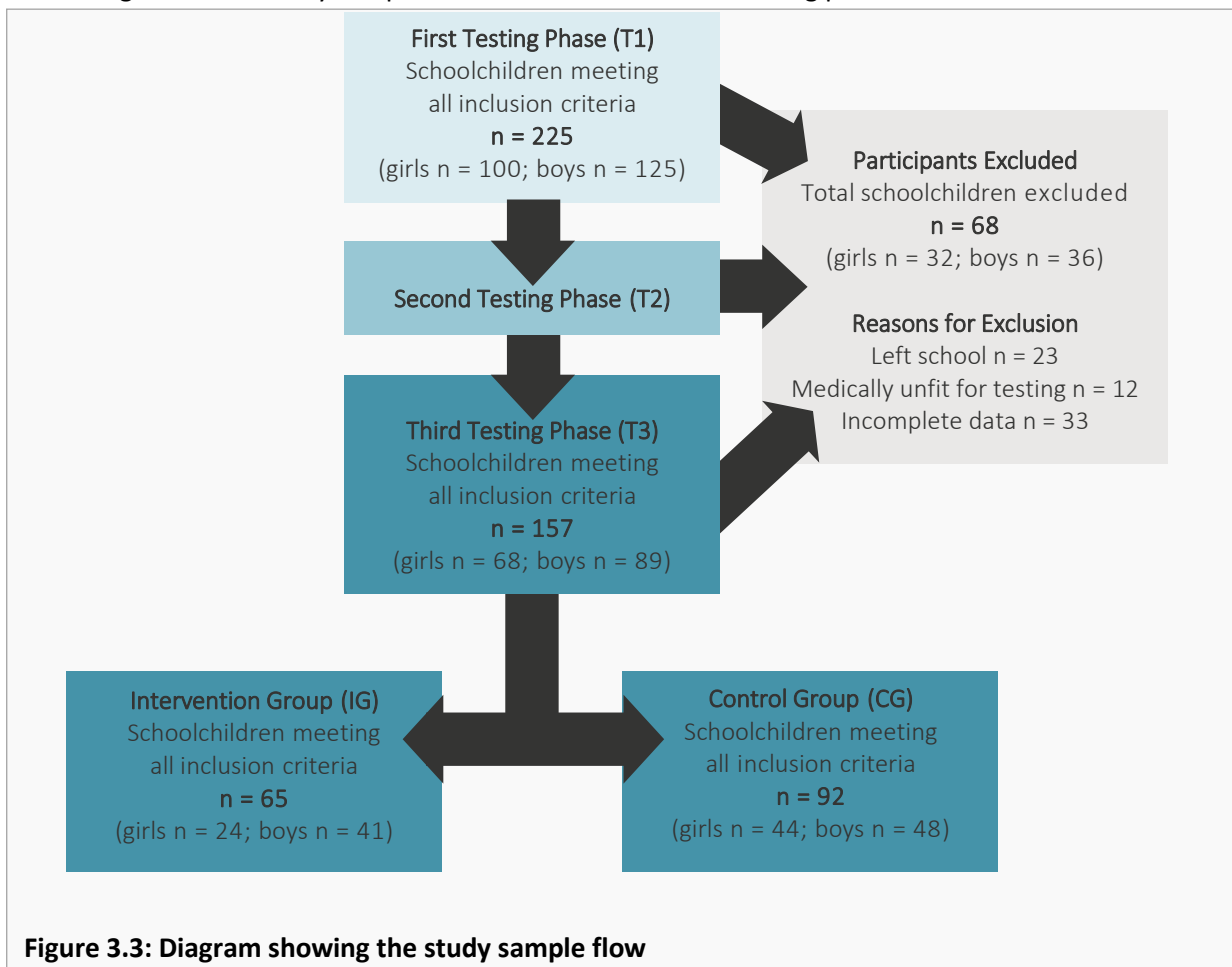 First Testing Phase (T1)
Schoolchildren meeting
all inclusion criteria
n = 225
(girls n = 100; boys n = 125)
Participants Excluded
Total schoolchildren excluded
n = 68
(girls n = 32; boys n = 36)
Reasons for Exclusion
Left school n = 23
Medically unfit for testing n = 12
Incomplete data n = 33
Second Testing Phase (T2)
Third Testing Phase (T3)
Schoolchildren meeting
all inclusion criteria
n = 157
(girls n = 68; boys n = 89)
Intervention Group (IG)
Schoolchildren meeting
all inclusion criteria
n = 65
(girls n = 24; boys n = 41)
Control Group (CG)
Schoolchildren meeting
all inclusion criteria
n = 92
(girls n = 44; boys n = 48)
Figure 3.3: Diagram showing the study sample flow